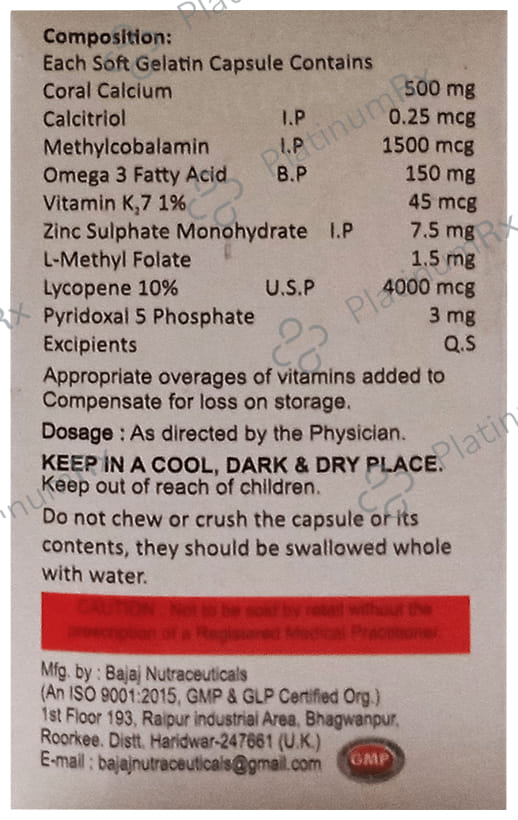 Composition:
Each Soft Gelatin Capsule Contains
Coral Calcium 500 mg
Calcitriol I.P 0.25 mcg
Methylcobalamin I.P 1500 mcg
Omega 3 Fatty Acid B.P 150 mg
Vitamin K₂7 1% 45 mcg
Zinc Sulphate Monohydrate I.P 7.5 mg
L-Methyl Folate 1.5 mg
Lycopene 10% U.S.P 4000 mcg
Pyridoxal 5 Phosphate 3 mg
Excipients Q.S
Appropriate overages of vitamins added to
Compensate for loss on storage.
Dosage : As directed by the Physician.
KEEP IN A COOL, DARK & DRY PLACE.
Keep out of reach of children.
Do not chew or crush the capsule or its
contents, they should be swallowed whole
with water.
CAUTION : Not to be sold by retail without the
prescription of a Registered Medical Practitioner.
Mfg. by : Bajaj Nutraceuticals
(An ISO 9001:2015, GMP & GLP Certified Org.)
1st Floor 193, Raipur Industrial Area, Bhagwanpur,
Roorkee. Distt. Haridwar-247661 (U.K.)
E-mail : bajajnutraceuticals@gmail.com
GMP
PlatinumRx